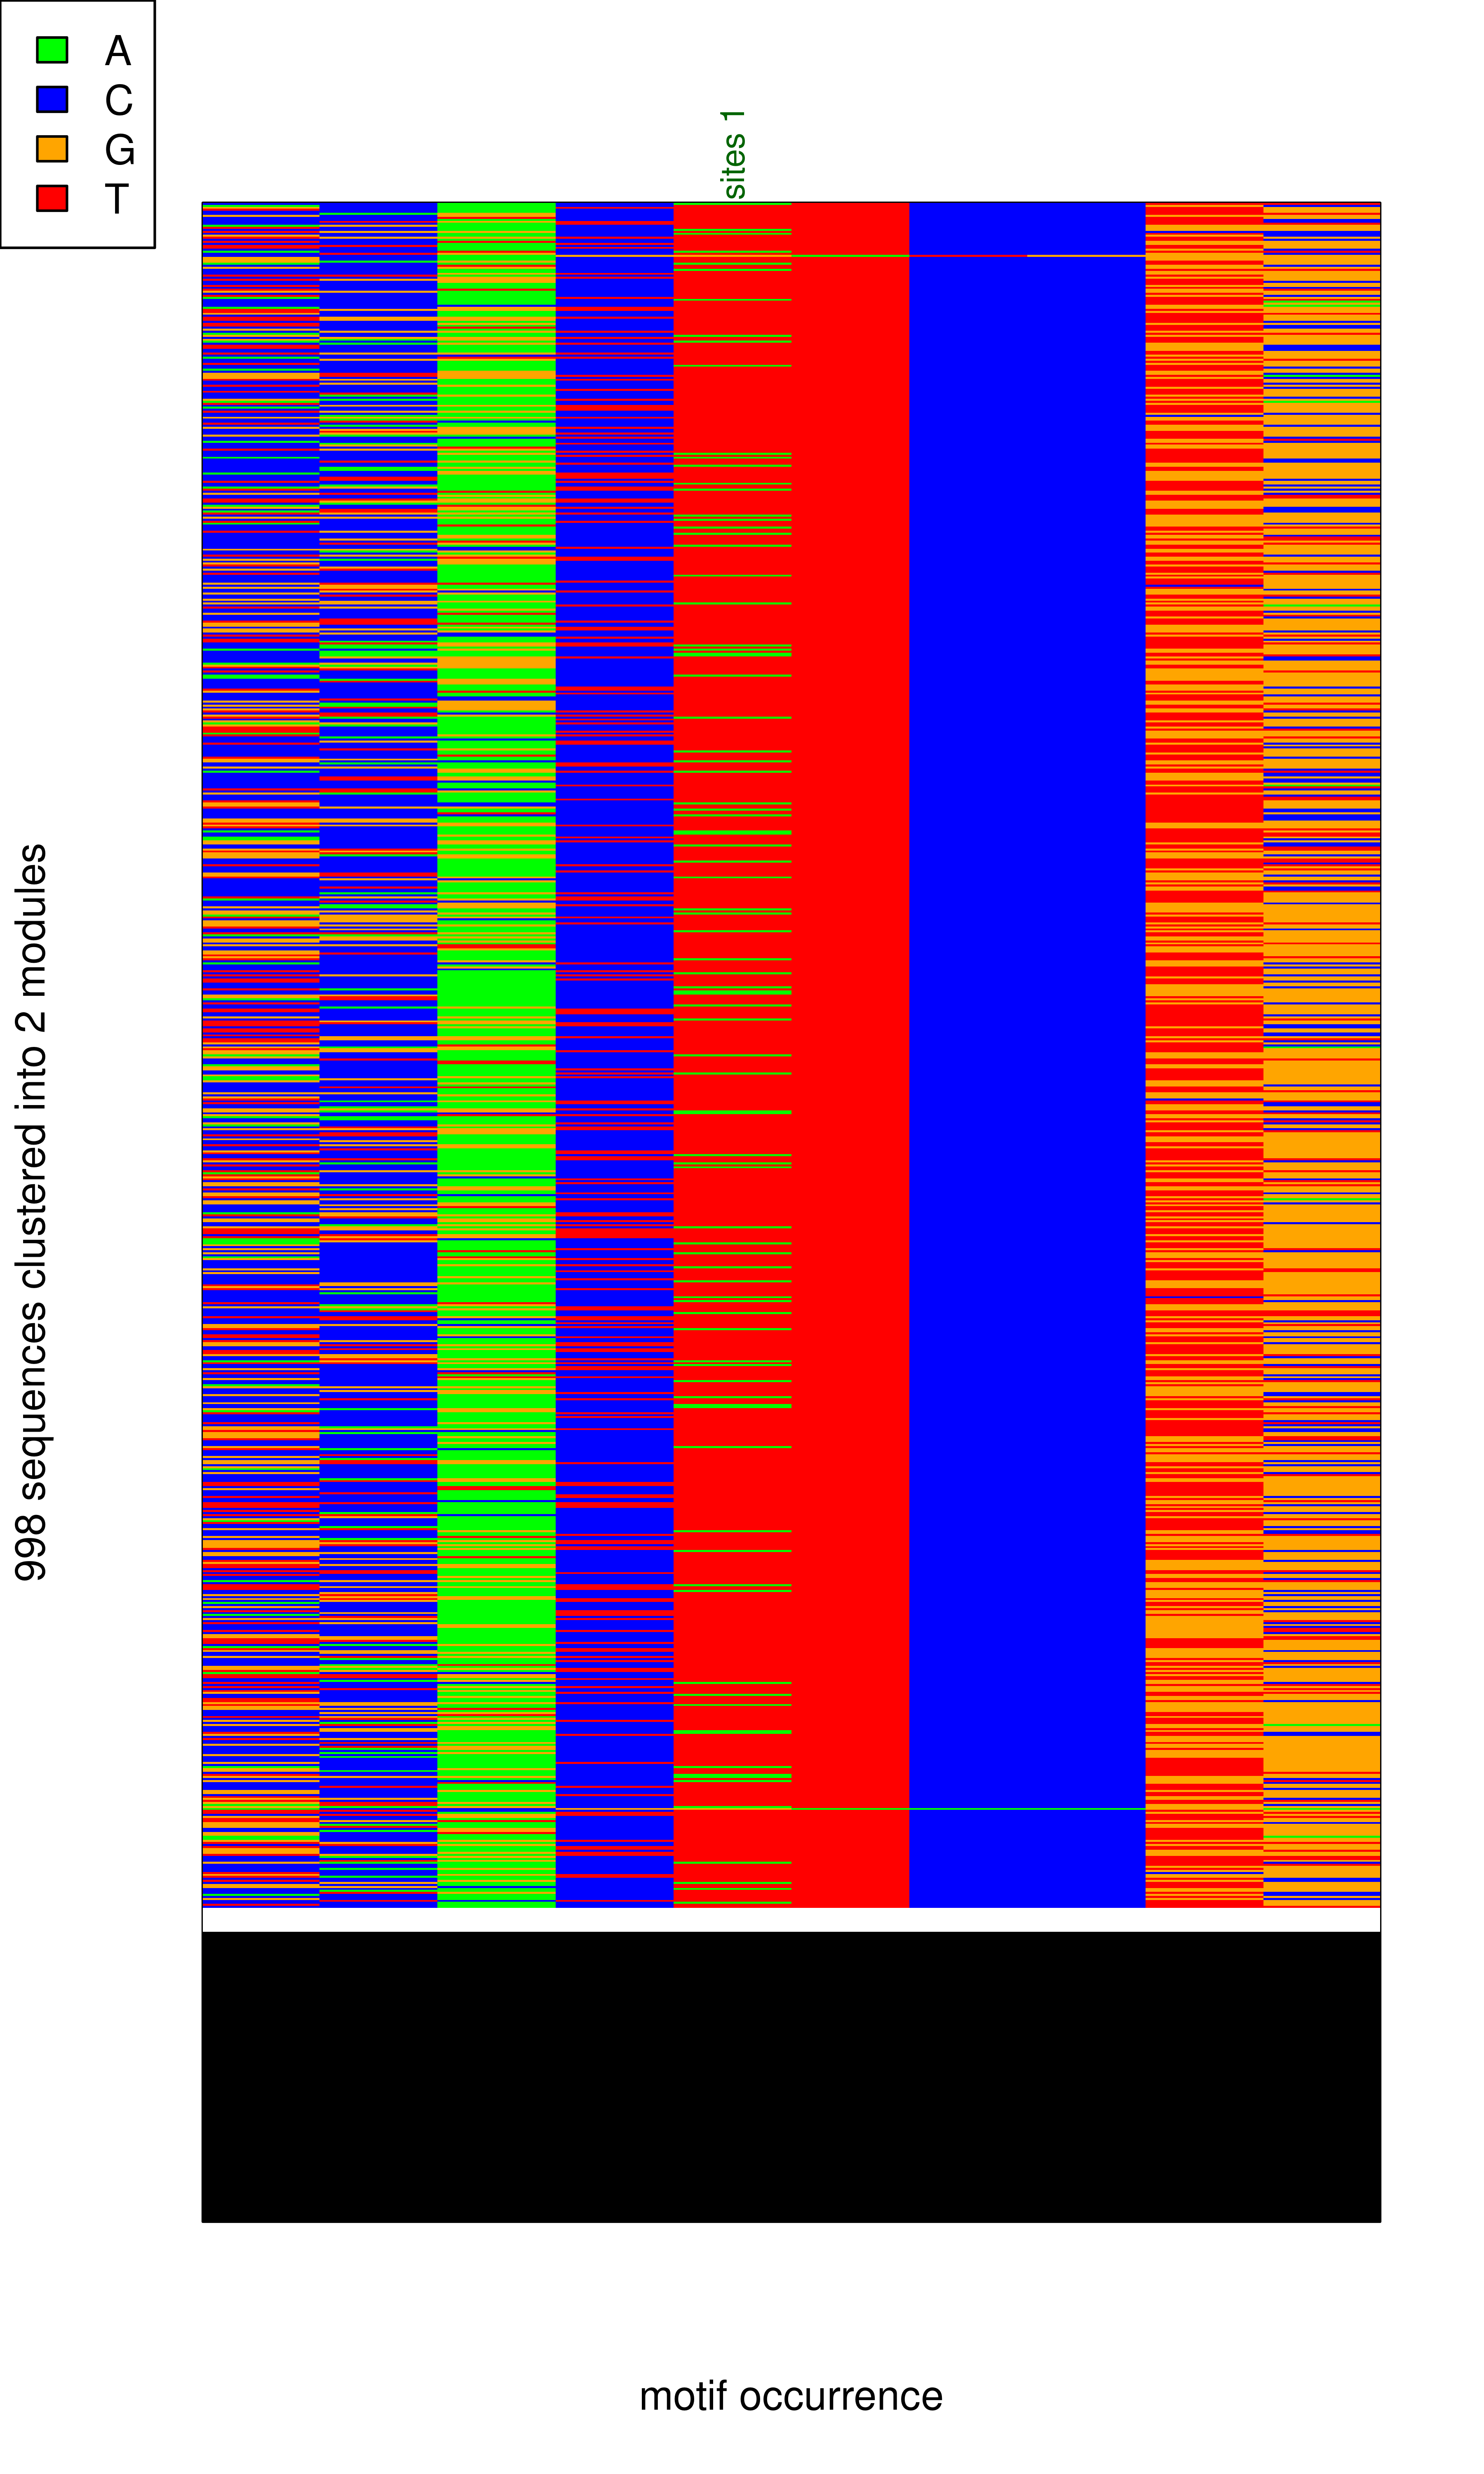 A
C
G
T
sites 1
998 sequences clustered into 2 modules
motif occurrence